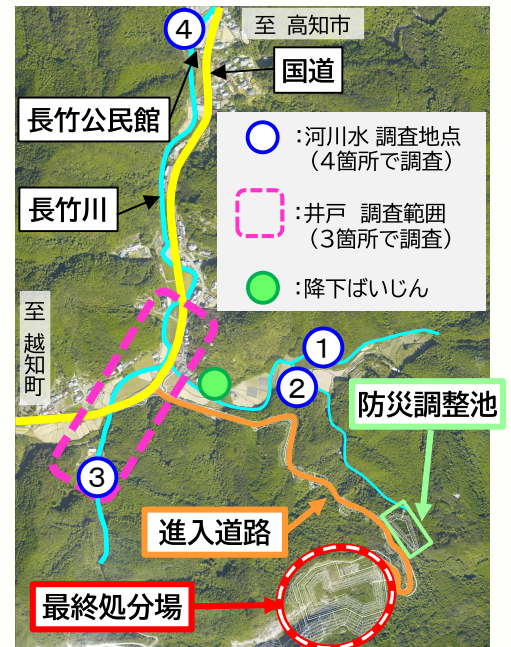 ④
至 高知市
国道
長竹公民館
○：河川水 調査地点
（４箇所で調査）
長竹川
：井戸 調査範囲
（３箇所で調査）
：降下ばいじん
至 越知町
①
②
防災調整池
③
進入道路
最終処分場